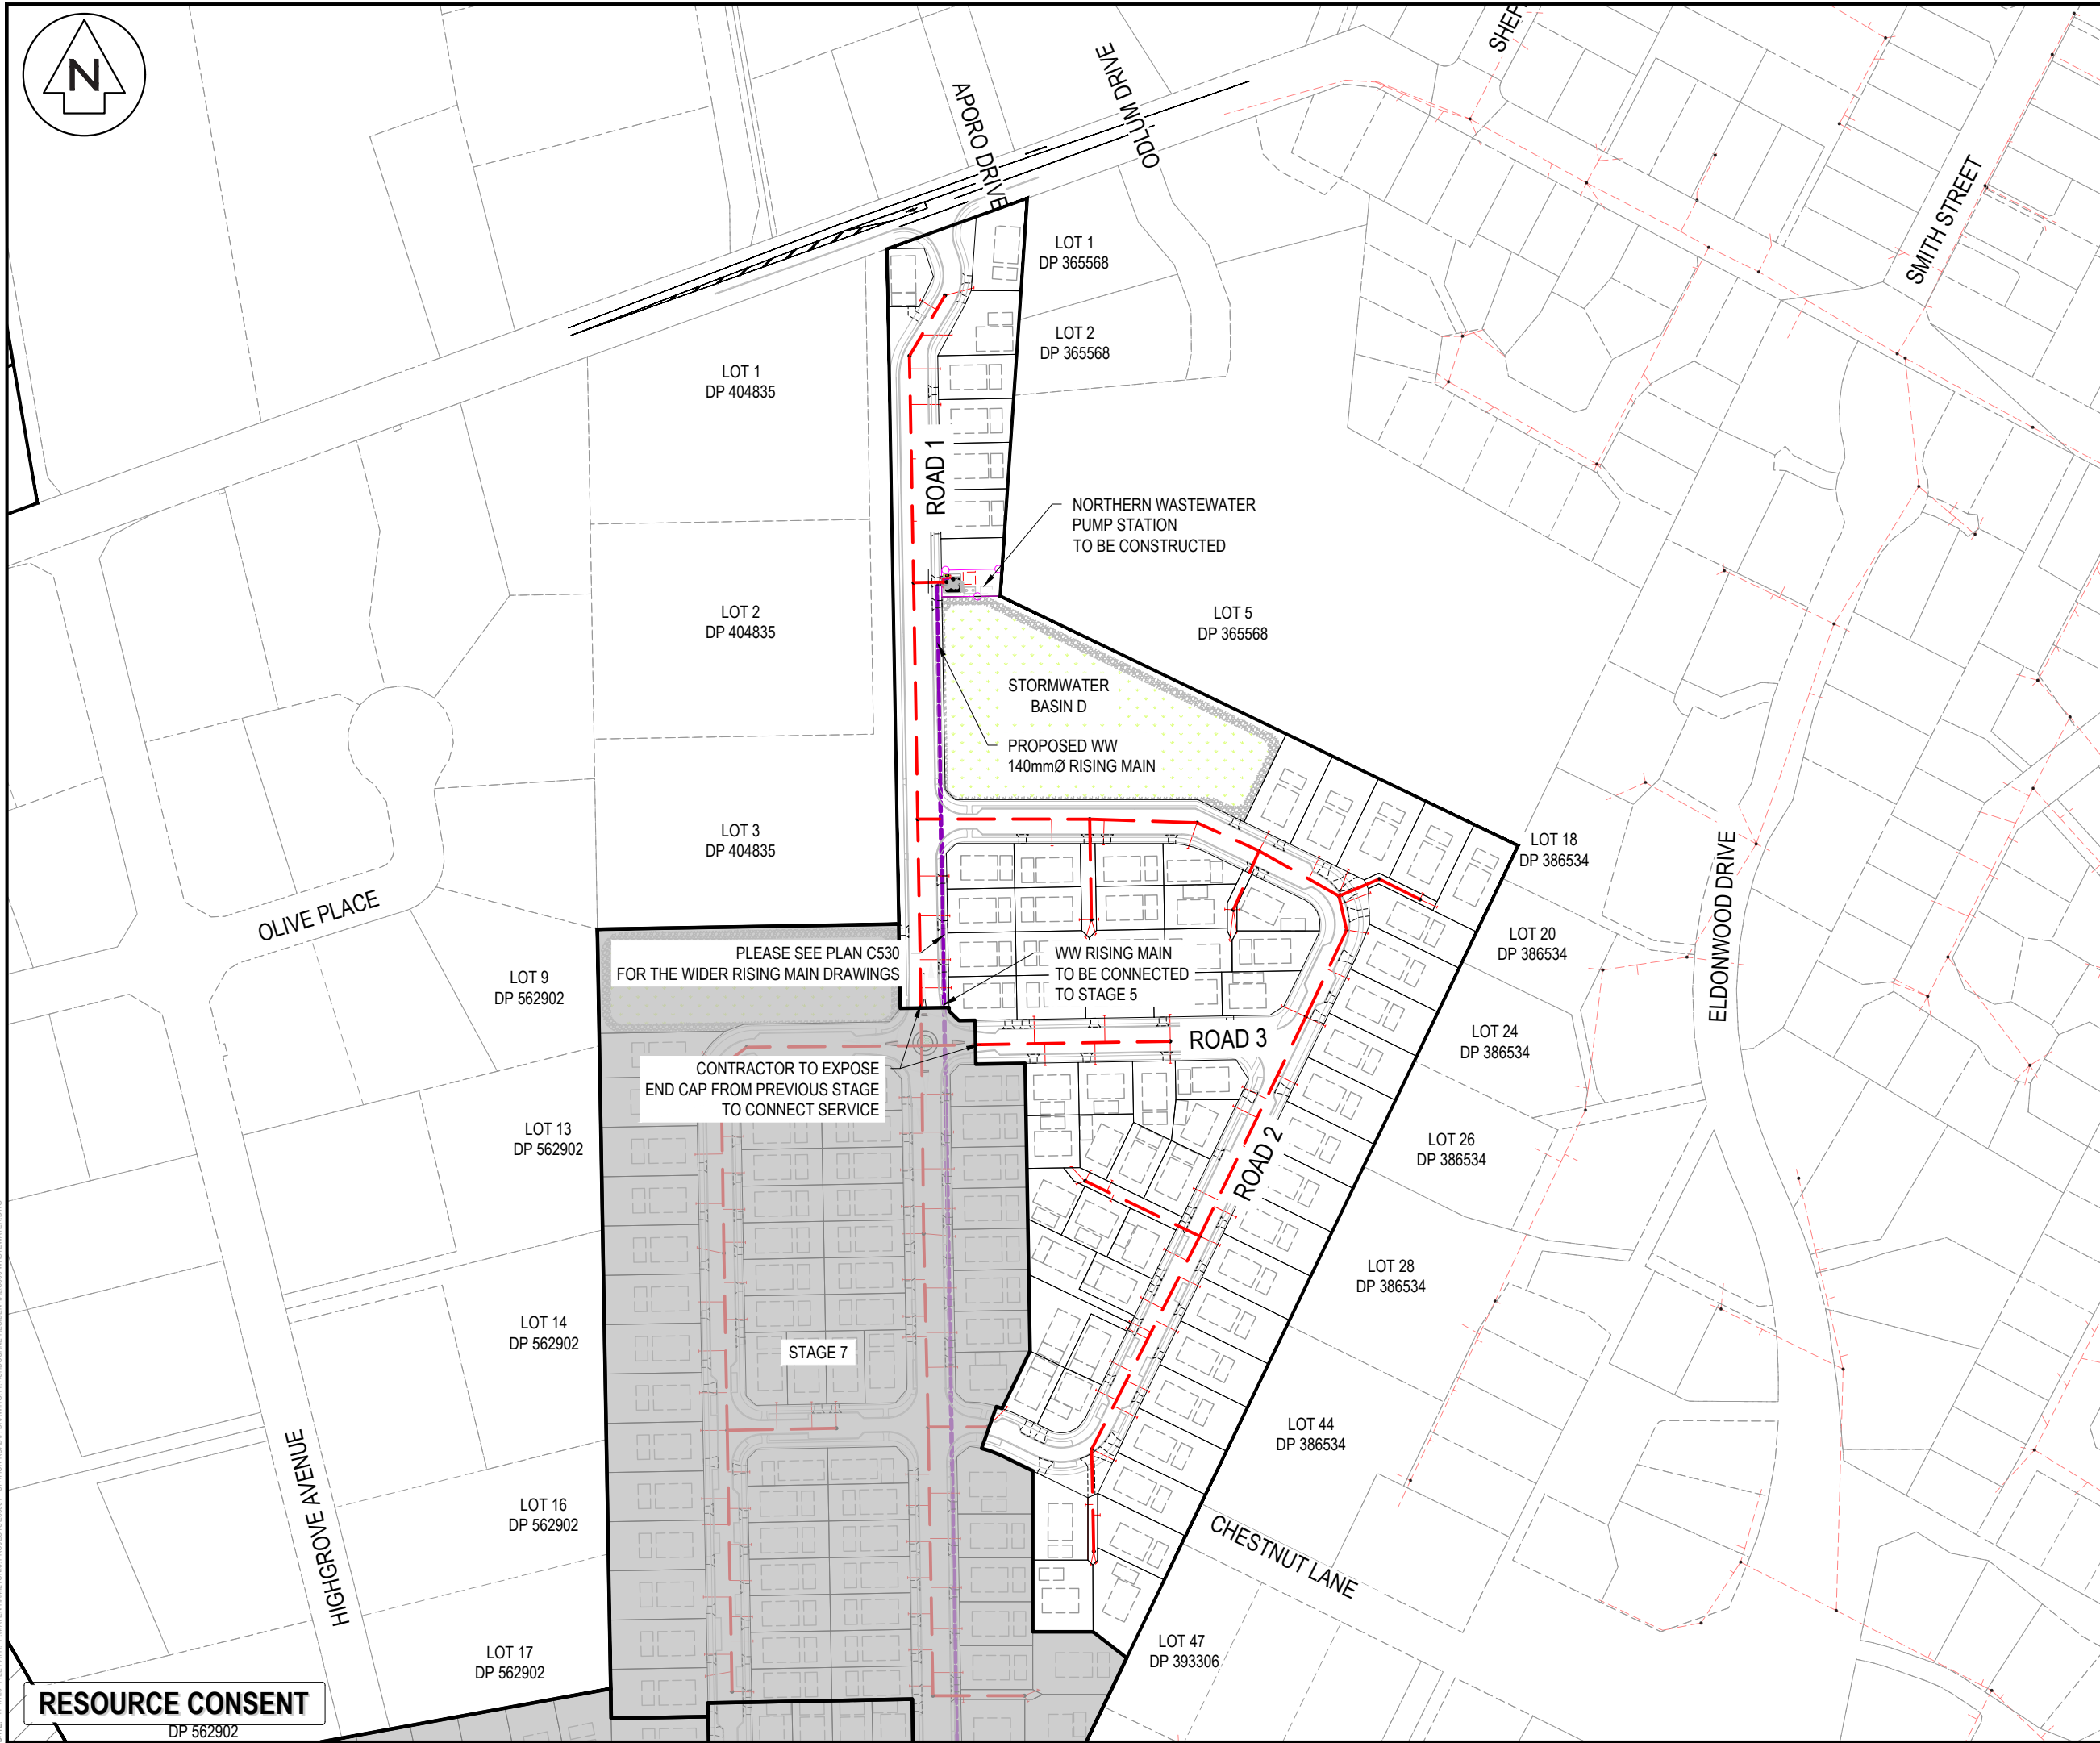 N
APORO DRIVE
ODLUM DRIVE
SMITH STREET
LOT 1
DP 365568
LOT 2
DP 365568
LOT 1
DP 404835
ROAD 1
NORTHERN WASTEWATER
PUMP STATION
TO BE CONSTRUCTED
LOT 2
DP 404835
LOT 5
DP 365568
STORMWATER
BASIN D
PROPOSED WW
140mmØ RISING MAIN
LOT 3
DP 404835
LOT 18
DP 386534
ELDONWOOD DRIVE
OLIVE PLACE
LOT 20
DP 386534
PLEASE SEE PLAN C530
FOR THE WIDER RISING MAIN DRAWINGS
WW RISING MAIN
TO BE CONNECTED
TO STAGE 5
LOT 9
DP 562902
LOT 24
DP 386534
ROAD 3
CONTRACTOR TO EXPOSE
END CAP FROM PREVIOUS STAGE
TO CONNECT SERVICE
LOT 13
DP 562902
LOT 26
DP 386534
ROAD 2
LOT 28
DP 386534
LOT 14
DP 562902
STAGE 7
LOT 44
DP 386534
HIGHGROVE AVENUE
LOT 16
DP 562902
CHESTNUT LANE
LOT 47
DP 393306
LOT 17
DP 562902
RESOURCE CONSENT
DP 562902